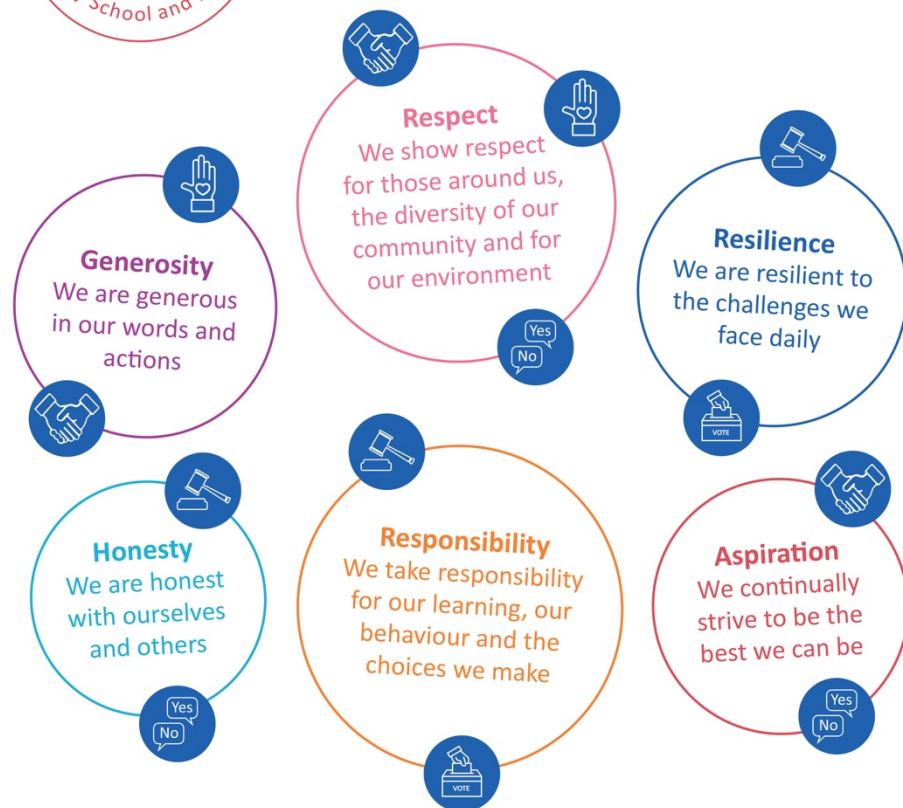 School and
Respect
We show respect
for those around us,
the diversity of our
community and for
our environment
Yes
No
Generosity
We are generous
in our words and
actions
Resilience
We are resilient to
the challenges we
face daily
VOTE
Honesty
We are honest
with ourselves
and others
Yes
No
Responsibility
We take responsibility
for our learning, our
behaviour and the
choices we make
VOTE
Aspiration
We continually
strive to be the
best we can be
Yes
No